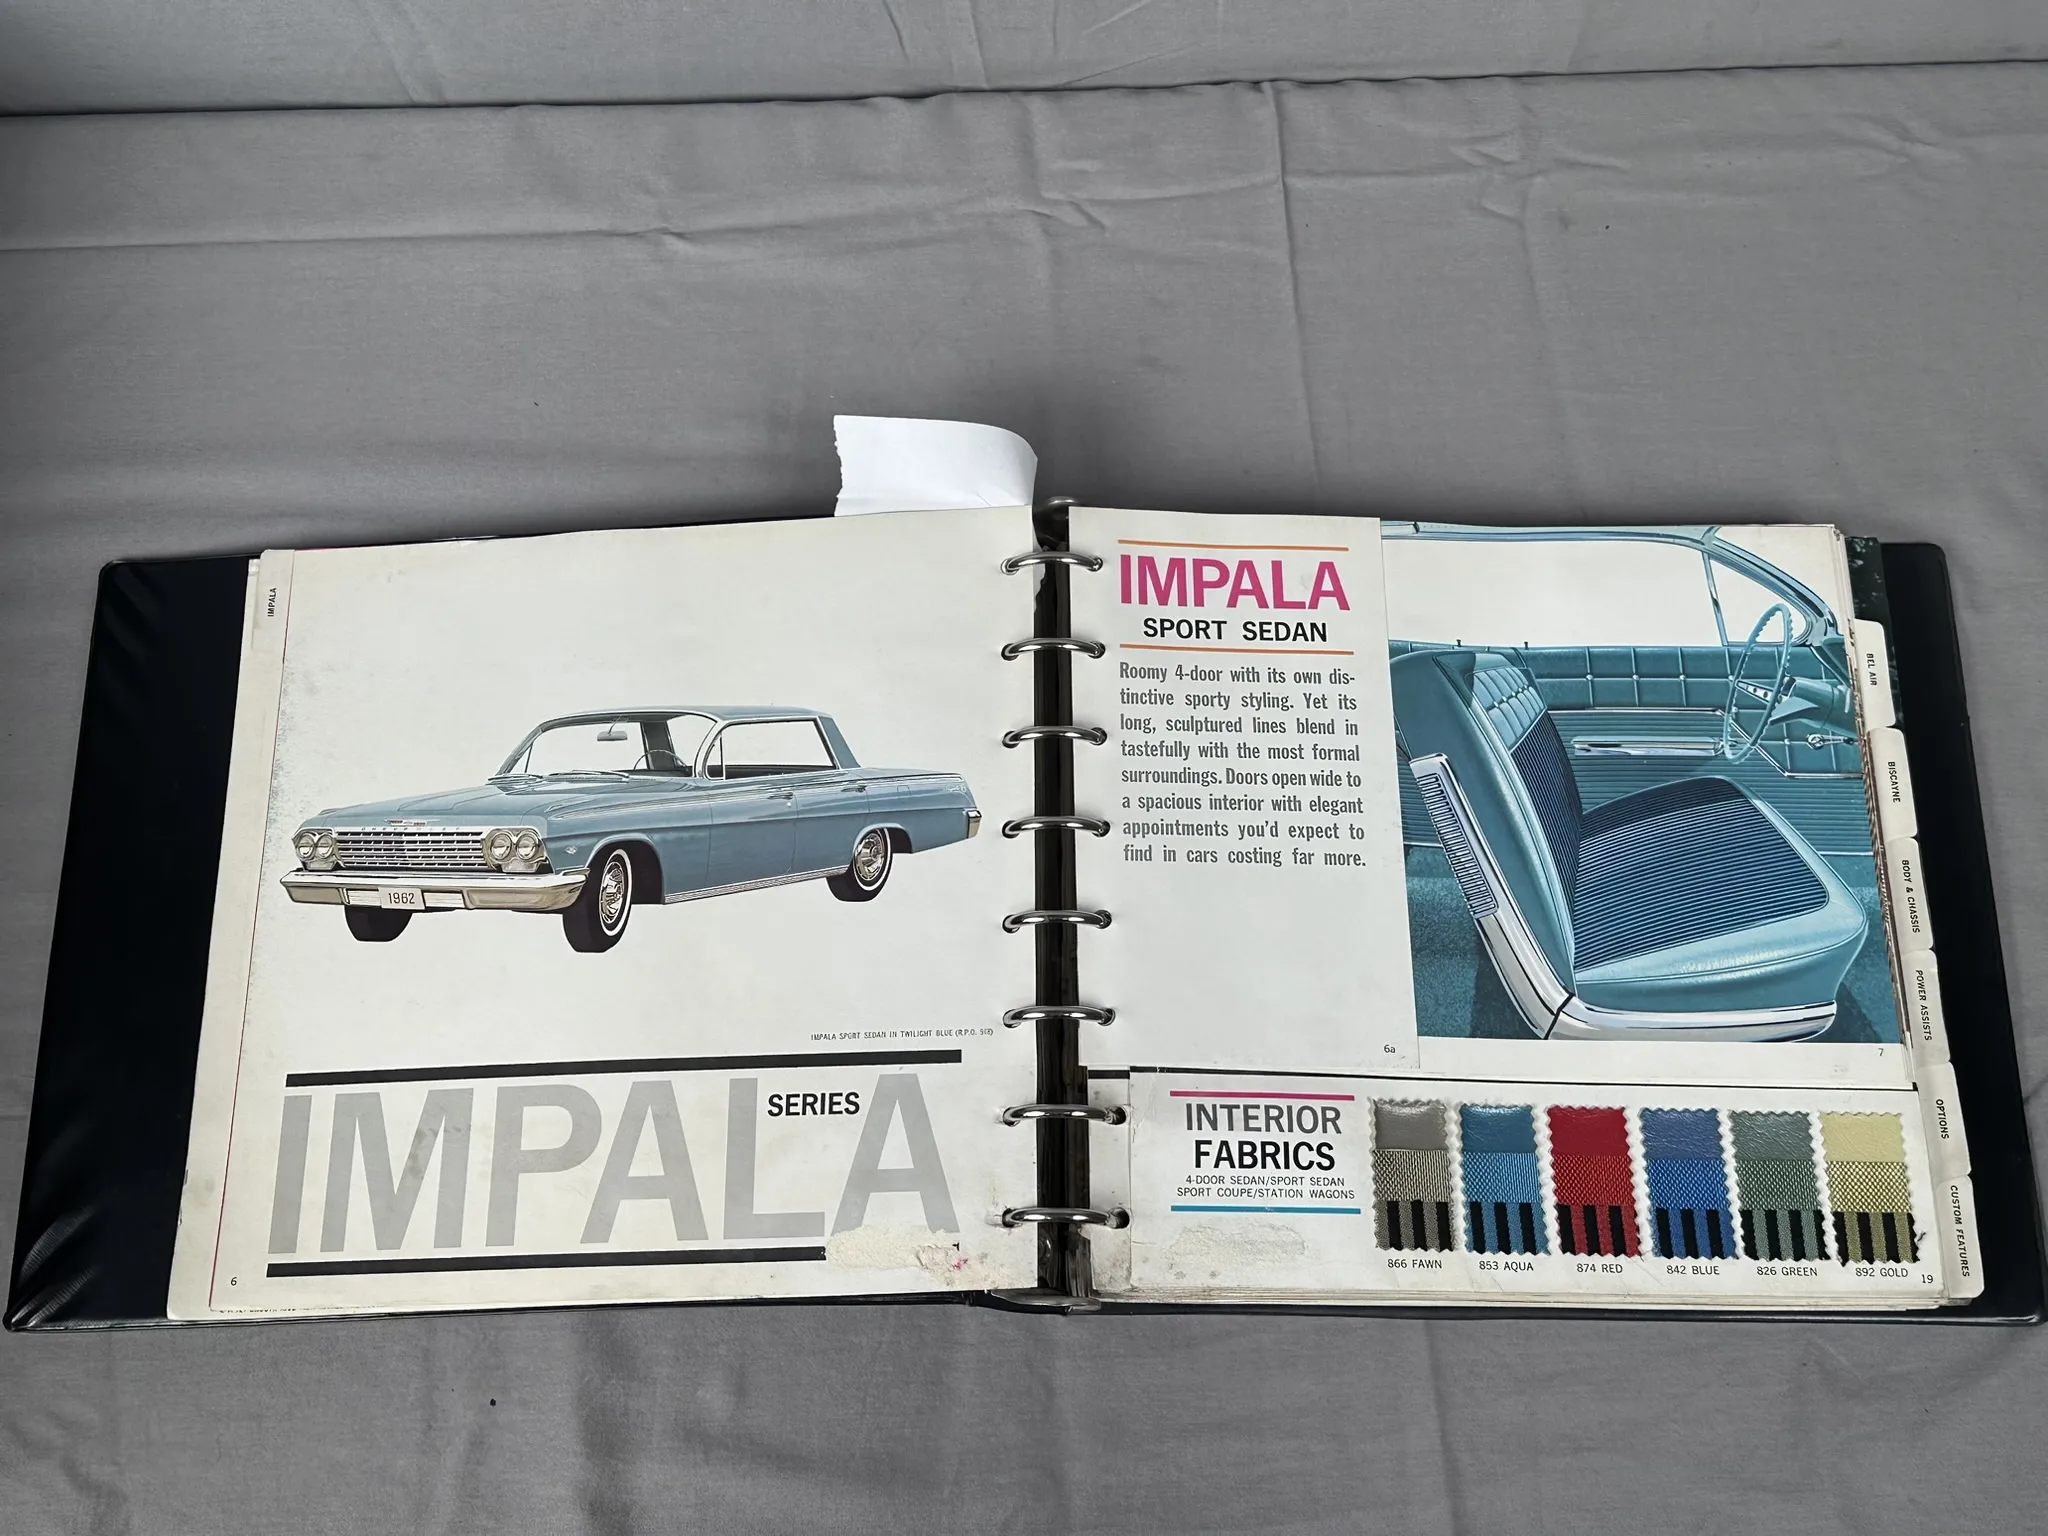 IMPALA
CHEVROLET
1962
IMPALA SPORT SEDAN IN TWILIGHT BLUE (R.P.O. 918)
IMPALA
SERIES
6
IMPALA
SPORT SEDAN
Roomy 4-door with its own dis-
tinctive sporty styling. Yet its
long, sculptured lines blend in
tastefully with the most formal
surroundings. Doors open wide to
a spacious interior with elegant
appointments you'd expect to
find in cars costing far more.
6a
7
INTERIOR
FABRICS
4-DOOR SEDAN/SPORT SEDAN
SPORT COUPE/STATION WAGONS
866 FAWN
853 AQUA
874 RED
842 BLUE
826 GREEN
892 GOLD
19
BEL AIR
BISCAYNE
BODY & CHASSIS
POWER ASSISTS
OPTIONS
CUSTOM FEATURES